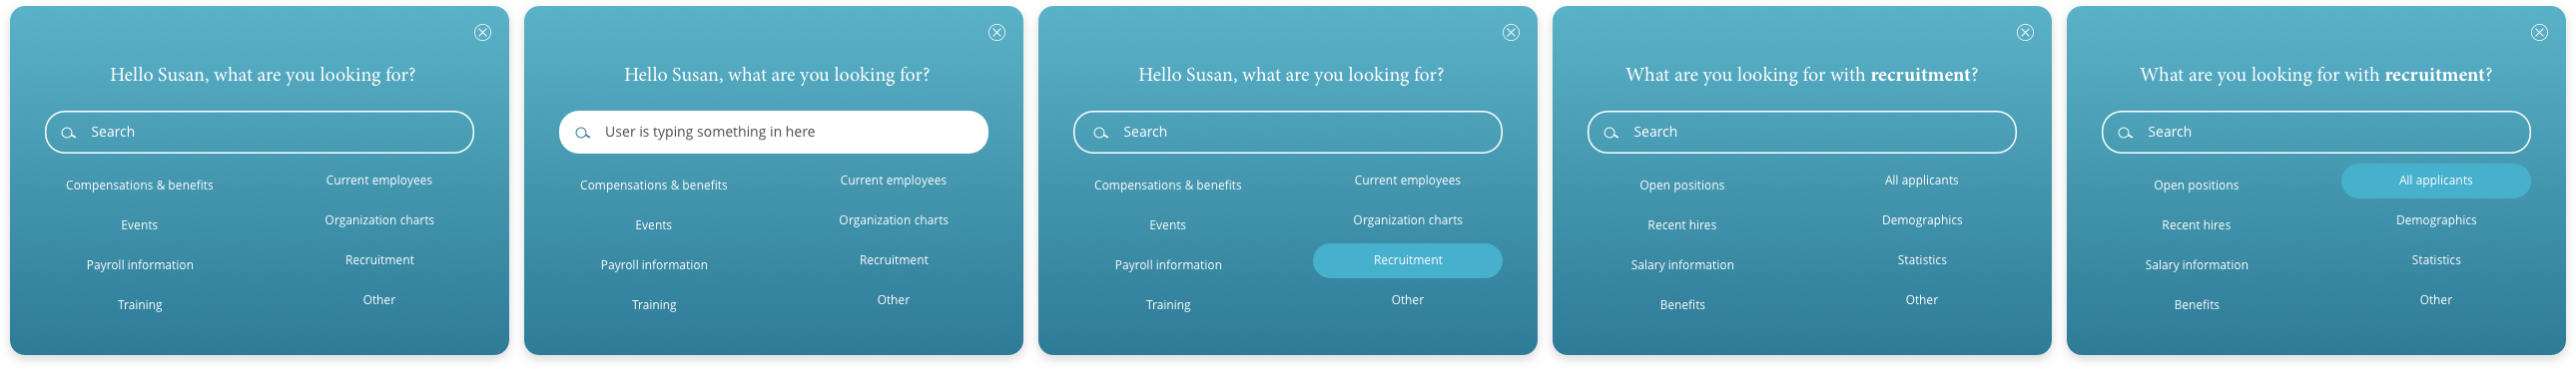 Hello Susan, what are you looking for?
Search
Compensations & benefits
Current employees
Events
Organization charts
Payroll information
Recruitment
Training
Other
Hello Susan, what are you looking for?
User is typing something in here
Compensations & benefits
Current employees
Events
Organization charts
Payroll information
Recruitment
Training
Other
Hello Susan, what are you looking for?
Search
Compensations & benefits
Current employees
Events
Organization charts
Payroll information
Recruitment
Training
Other
What are you looking for with recruitment?
Search
Open positions
All applicants
Recent hires
Demographics
Salary information
Statistics
Benefits
Other
What are you looking for with recruitment?
Search
Open positions
All applicants
Recent hires
Demographics
Salary information
Statistics
Benefits
Other